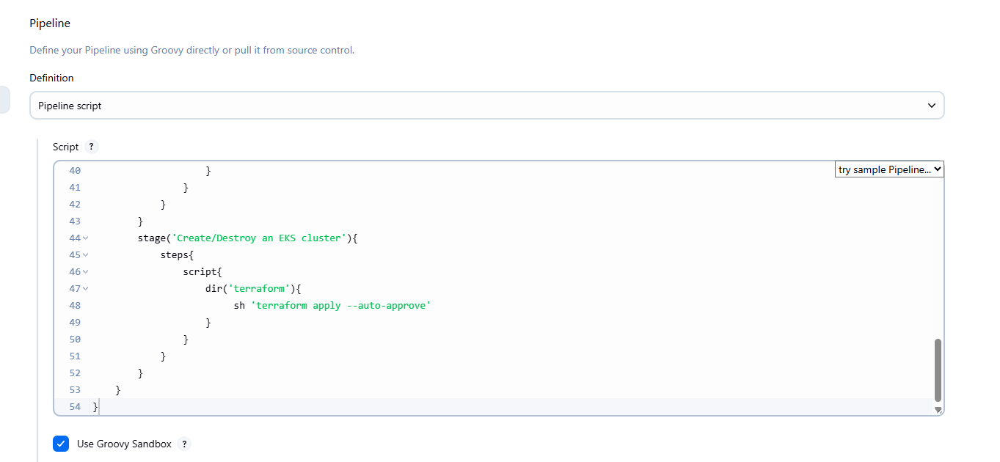 Pipeline
Define your Pipeline using Groovy directly or pull it from source control.
Definition
Pipeline script
Script ?
try sample Pipeline...
40                     }
41                 }
42             }
43         }
44         stage('Create/Destroy an EKS cluster'){
45             steps{
46                 script{
47                     dir('terraform'){
48                          sh 'terraform apply --auto-approve'
49                     }
50                 }
51             }
52         }
53     }
54 }
Use Groovy Sandbox ?